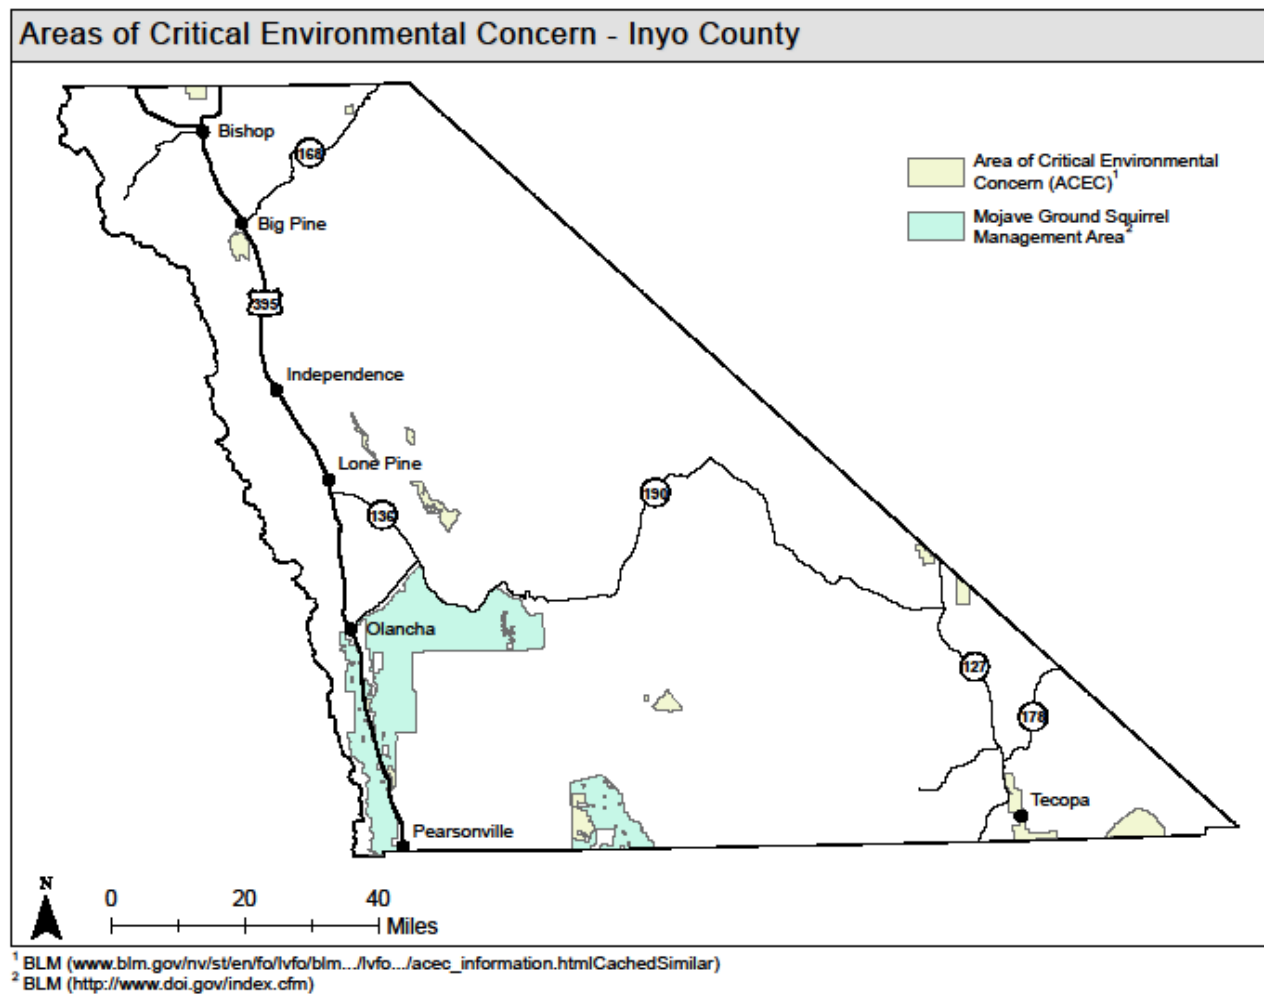 Areas of Critical Environmental Concern - Inyo County
Bishop
168
Area of Critical Environmental
Concern (ACEC)1
Mojave Ground Squirrel
Management Area2
Big Pine
395
Independence
Lone Pine
190
136
Olancha
127
178
Tecopa
Pearsonville
N
0 20 40
Miles
1 BLM (www.blm.gov/nv/st/en/fo/lvfo/blm.../lvfo.../acec_information.htmlCachedSimilar)
2 BLM (http://www.doi.gov/index.cfm)